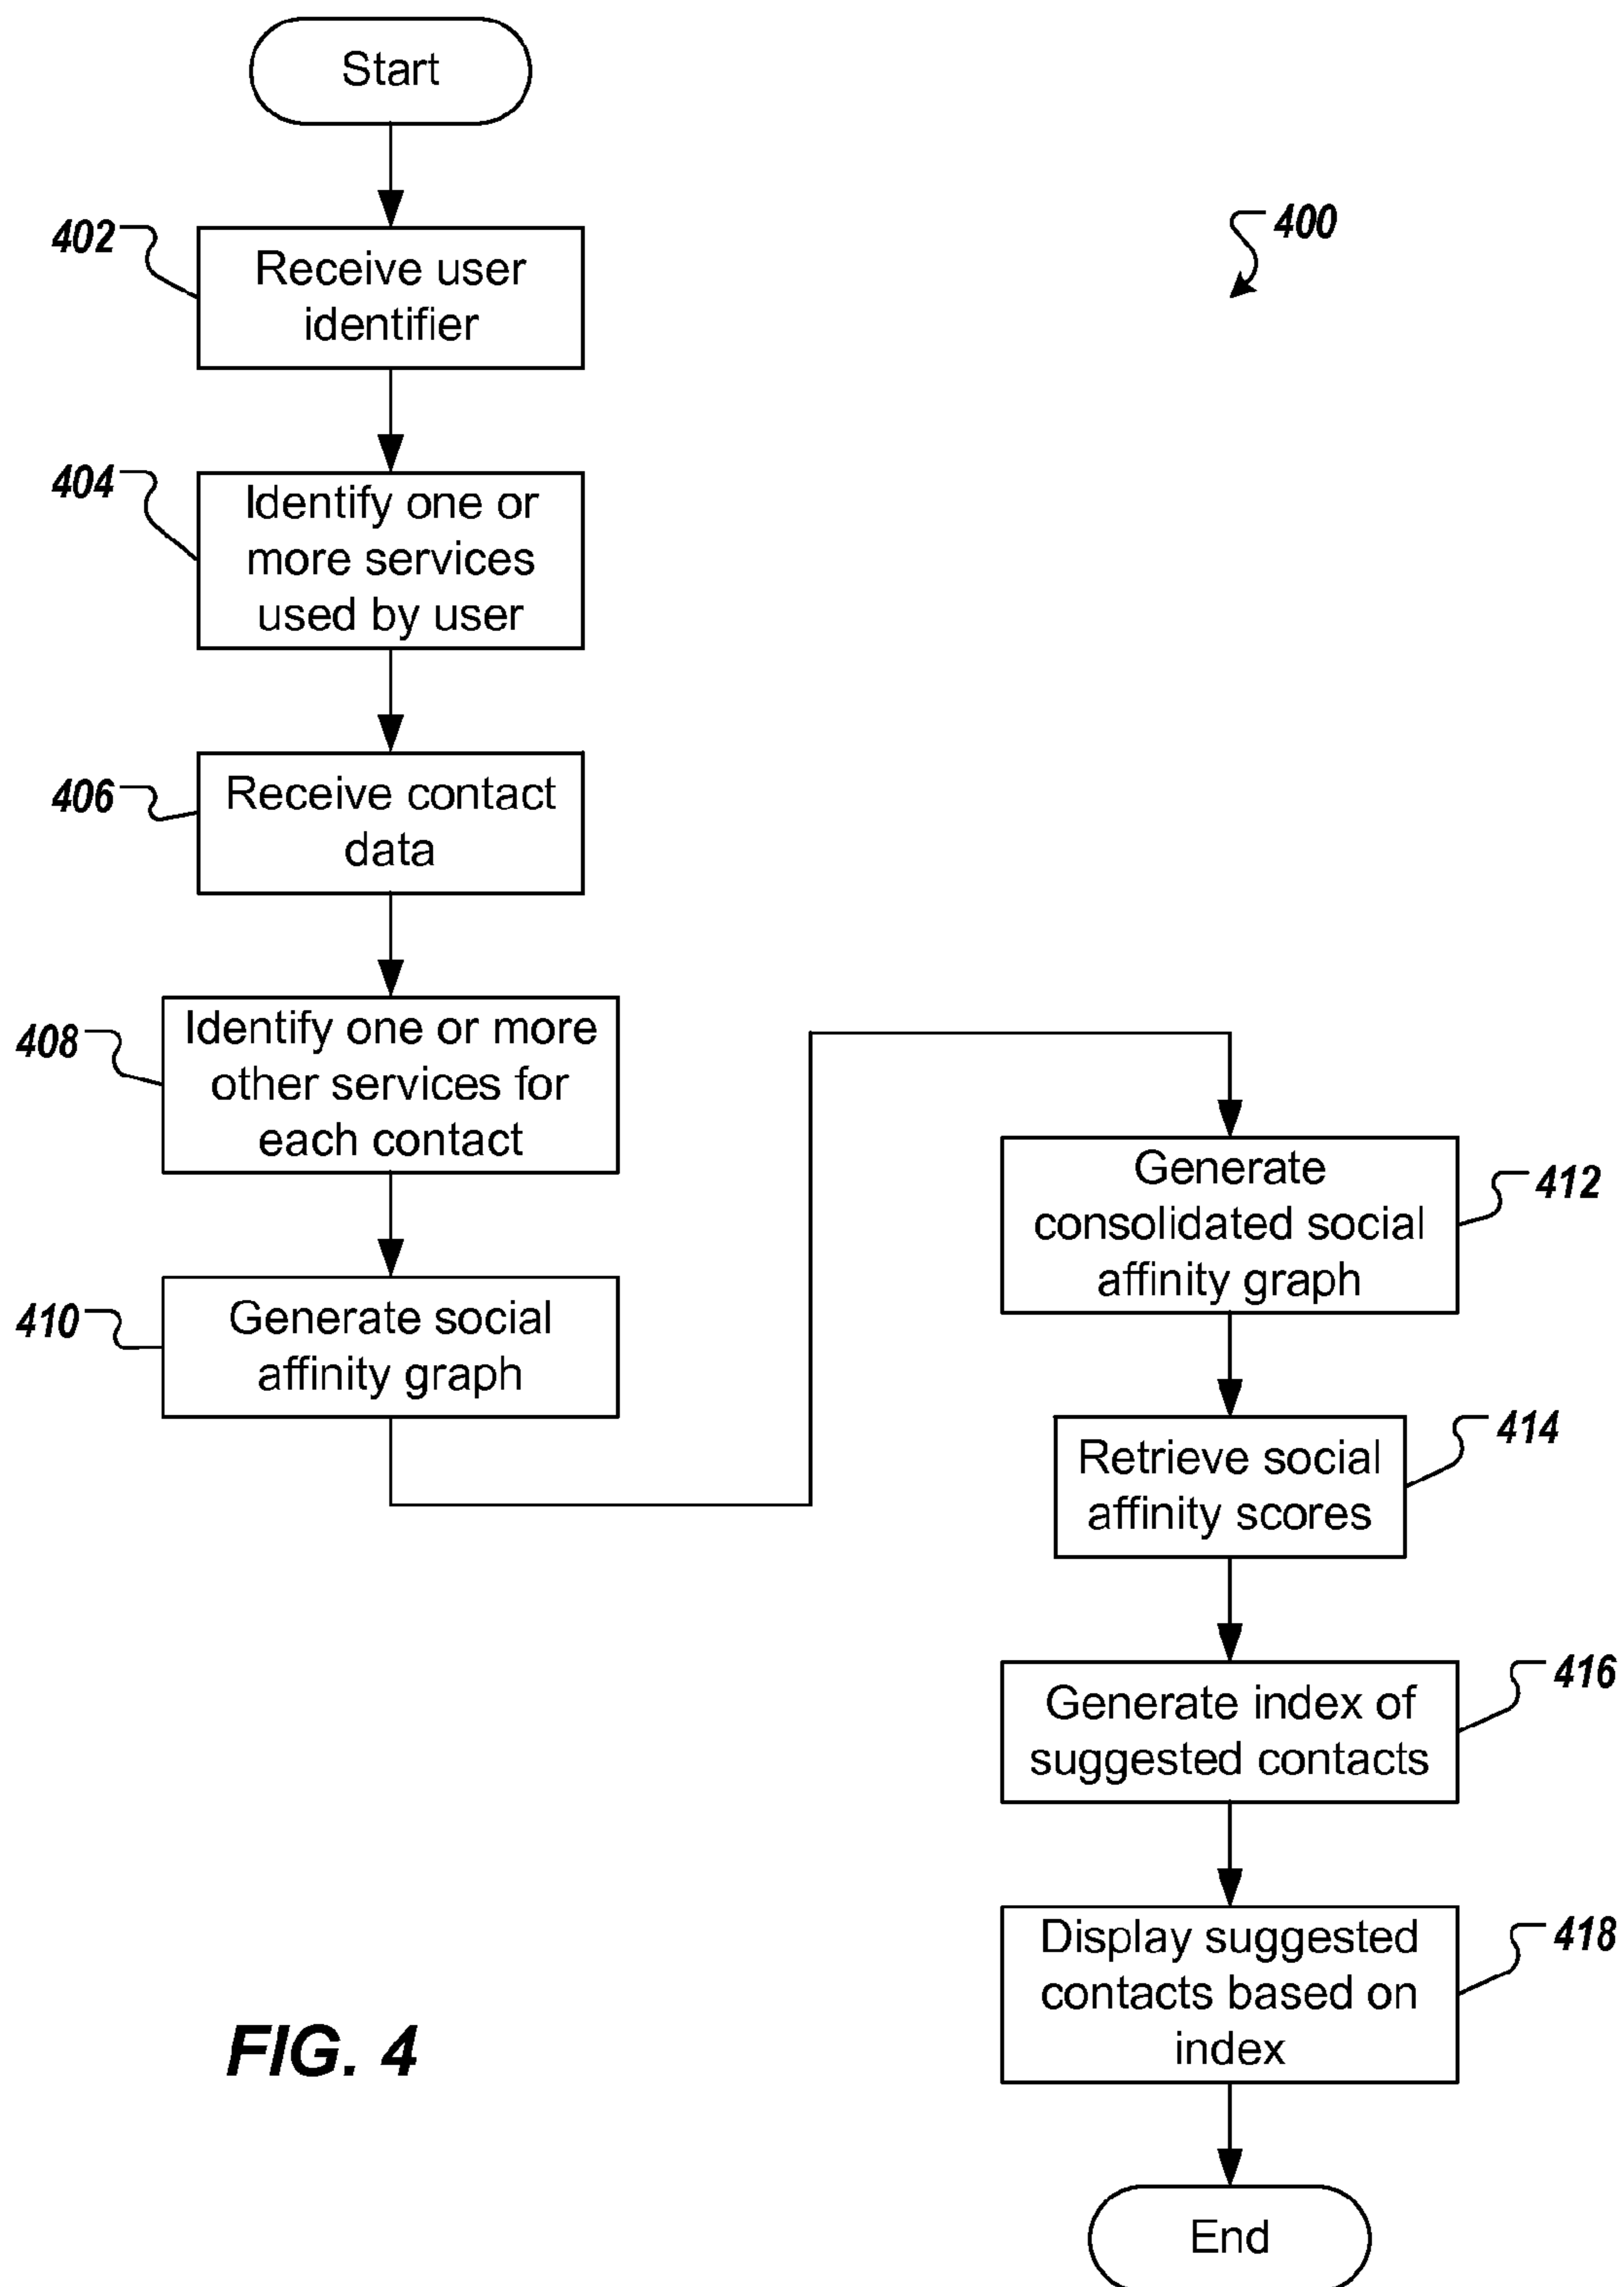 Start
400
402
Receive user
identifier
404
Identify one or
more services
used by user
406
Receive contact
data
408
Identify one or more
other services for
each contact
410
Generate social
affinity graph
412
Generate
consolidated social
affinity graph
414
Retrieve social
affinity scores
416
Generate index of
suggested contacts
418
Display suggested
contacts based on
index
End
FIG. 4